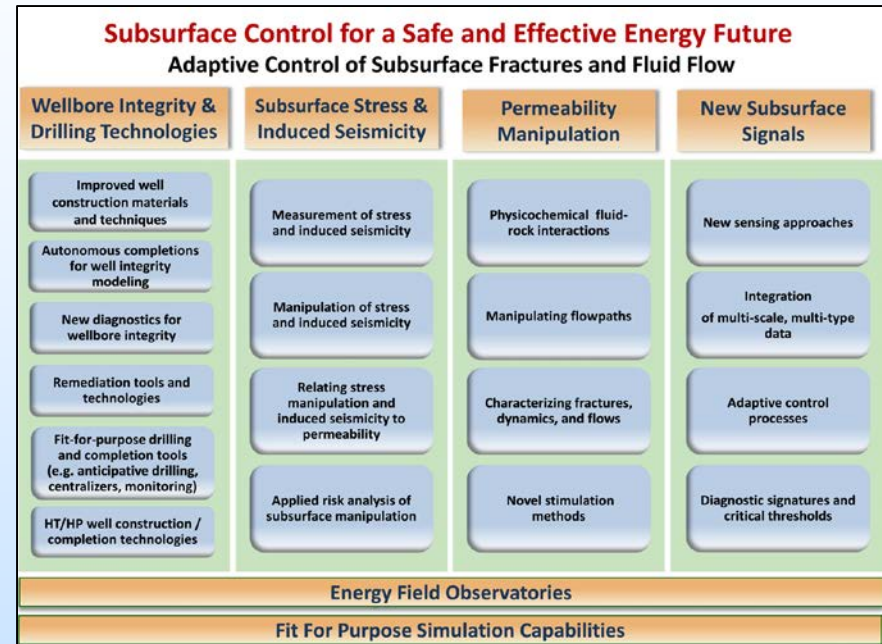 Subsurface Control for a Safe and Effective Energy Future
Adaptive Control of Subsurface Fractures and Fluid Flow
Wellbore Integrity &
Drilling Technologies
Improved well
construction materials
and techniques
Autonomous completions
for well integrity
modeling
New diagnostics for
wellbore integrity
Remediation tools and
technologies
Fit-for-purpose drilling
and completion tools
(e.g. anticipative drilling,
centralizers, monitoring)
HT/HP well construction /
completion technologies
Subsurface Stress &
Induced Seismicity
Measurement of stress
and induced seismicity
Manipulation of stress
and induced seismicity
Relating stress
manipulation and
induced seismicity to
permeability
Applied risk analysis of
subsurface manipulation
Permeability
Manipulation
Physicochemical fluid-
rock interactions
Manipulating flowpaths
Characterizing fractures,
dynamics, and flows
Novel stimulation
methods
New Subsurface
Signals
New sensing approaches
Integration
of multi-scale, multi-type
data
Adaptive control
processes
Diagnostic signatures and
critical thresholds
Energy Field Observatories
Fit For Purpose Simulation Capabilities